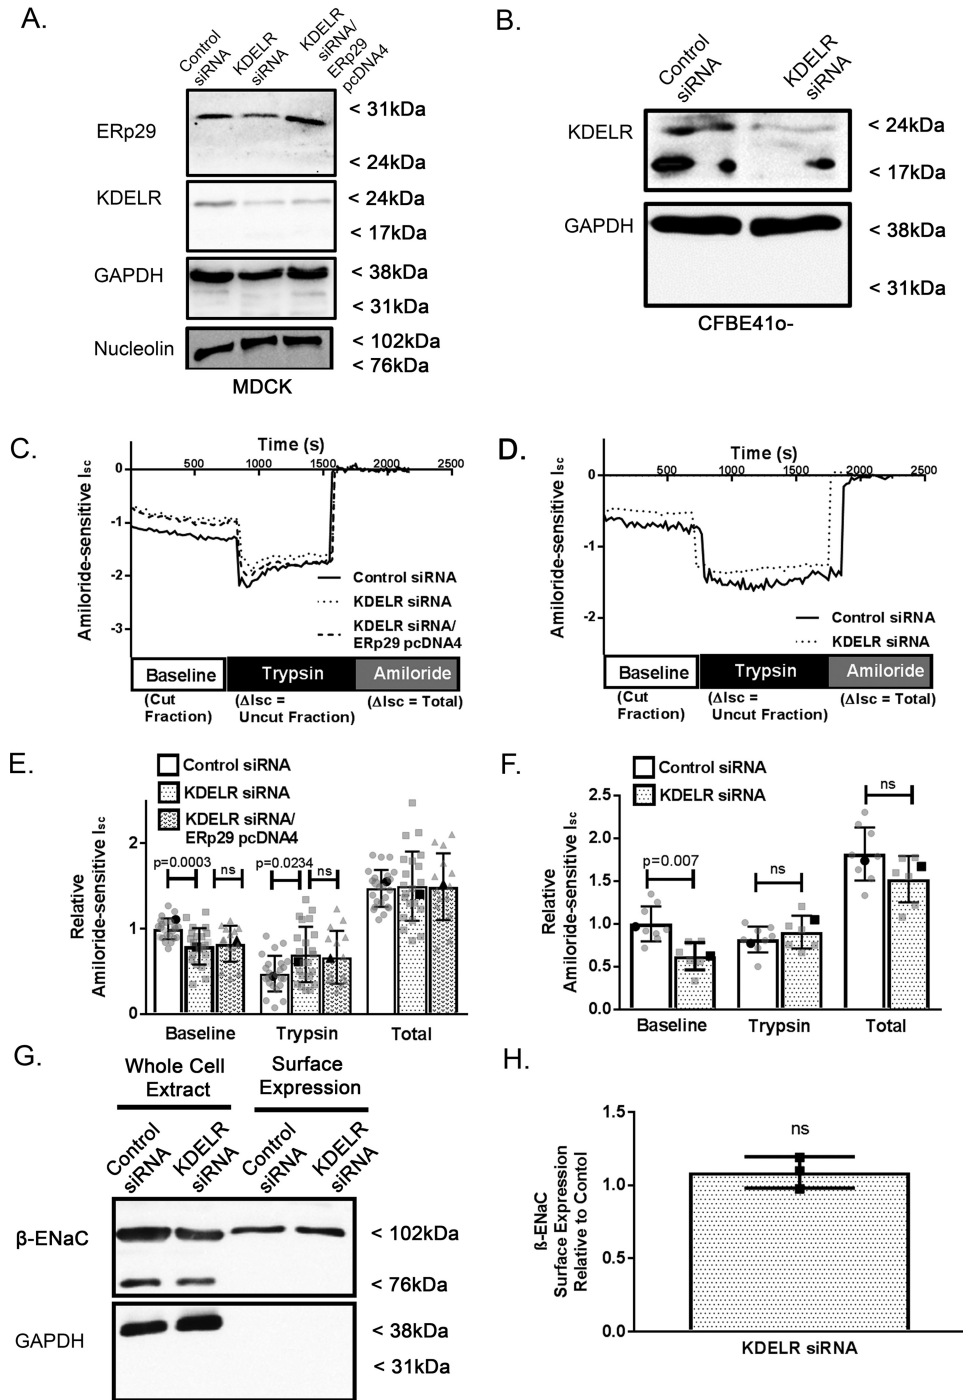 A.
Control
siRNA
KDELR
siRNA
KDELR
siRNA/
ERp29
pcDNA4
ERp29
< 31kDa
< 24kDa
KDELR
< 24kDa
< 17kDa
GAPDH
< 38kDa
< 31kDa
Nucleolin
< 102kDa
< 76kDa
MDCK
B.
Control
siRNA
KDELR
siRNA
KDELR
< 24kDa
< 17kDa
GAPDH
< 38kDa
< 31kDa
CFBE41o-
C.
Time (s)
500 1000 1500 2000 2500
0
-1
-2
-3
Amiloride-sensitive Isc
Control siRNA
KDELR siRNA
KDELR siRNA/
ERp29 pcDNA4
Baseline Trypsin Amiloride
(Cut
Fraction)
(ΔIsc =
Uncut Fraction)
(ΔIsc = Total)
D.
Time (s)
500 1000 1500 2000 2500
0
-1
-2
Amiloride-sensitive Isc
Control siRNA
KDELR siRNA
Baseline Trypsin Amiloride
(Cut
Fraction)
(ΔIsc =
Uncut Fraction)
(ΔIsc = Total)
E.
Control siRNA
KDELR siRNA
KDELR siRNA/
ERp29 pcDNA4
Relative
Amiloride-sensitive Isc
2
1
0
p=0.0003
ns
p=0.0234
ns
Baseline Trypsin Total
F.
Control siRNA
KDELR siRNA
Relative
Amiloride-sensitive Isc
2.5
2.0
1.5
1.0
0.5
0.0
p=0.007
ns
ns
Baseline Trypsin Total
G.
Whole Cell
Extract
Surface
Expression
Control
siRNA
KDELR
siRNA
Control
siRNA
KDELR
siRNA
β-ENaC
< 102kDa
< 76kDa
GAPDH
< 38kDa
< 31kDa
H.
ß-ENaC
Surface Expression
Relative to Contol
1.5
1.0
0.5
0.0
ns
KDELR siRNA